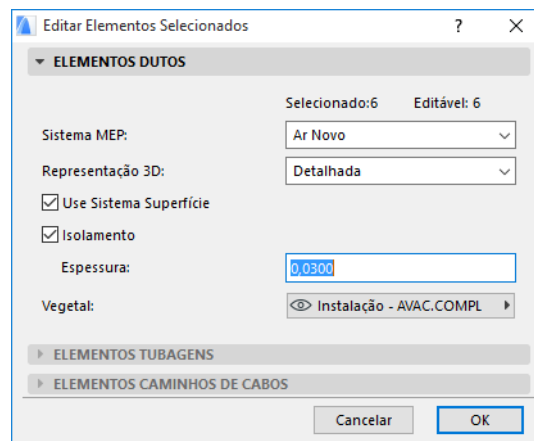 Editar Elementos Selecionados
ELEMENTOS DUTOS
Selecionado:6 Editável: 6
Sistema MEP: Ar Novo
Representação 3D: Detalhada
Use Sistema Superfície
Isolamento
Espessura: 0,0300
Vegetal: Instalação - AVAC.COMPL
ELEMENTOS TUBAGENS
ELEMENTOS CAMINHOS DE CABOS
Cancelar OK